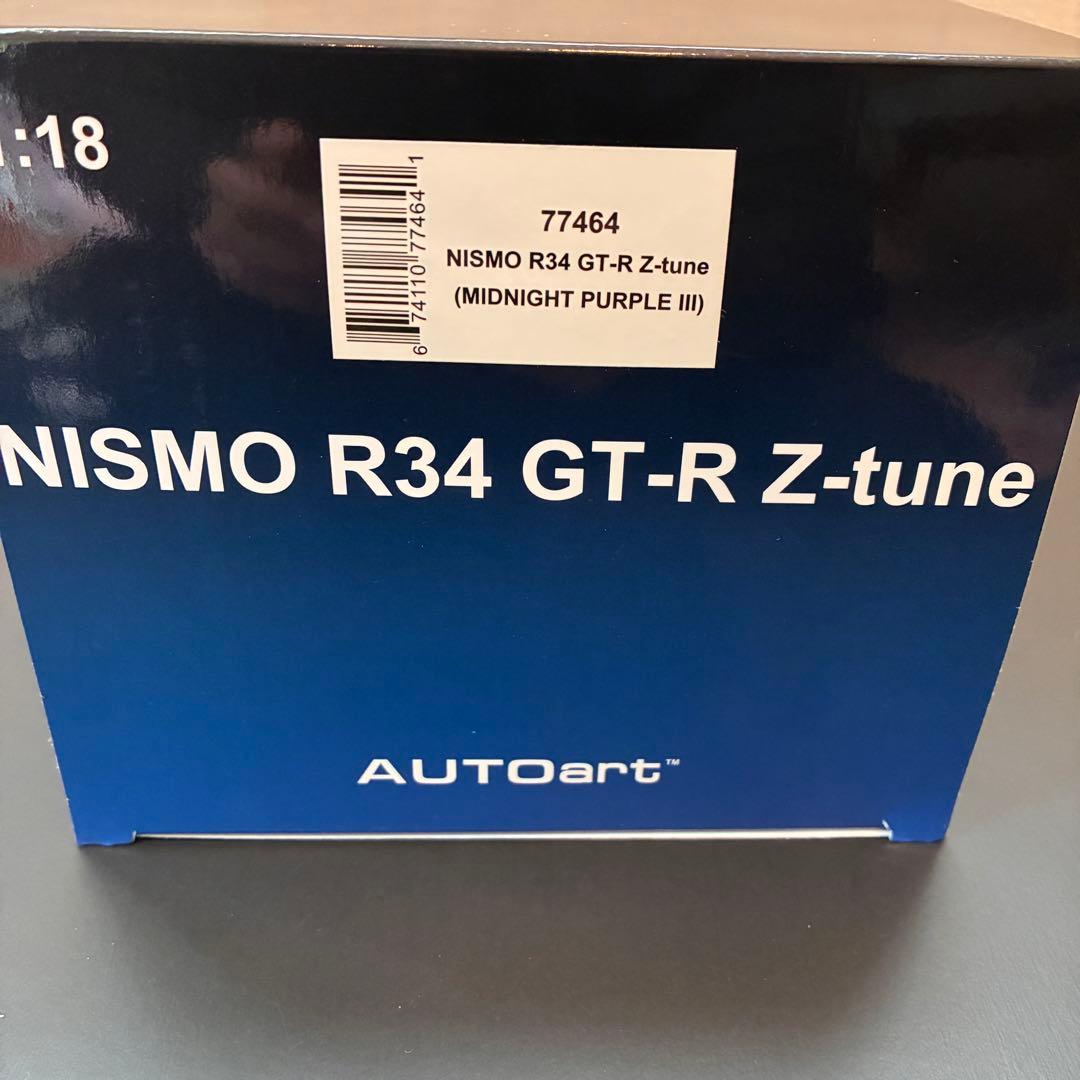 1:18
6 74110 77464 1
77464
NISMO R34 GT-R Z-tune
(MIDNIGHT PURPLE III)
NISMO R34 GT-R Z-tune
AUTOart™